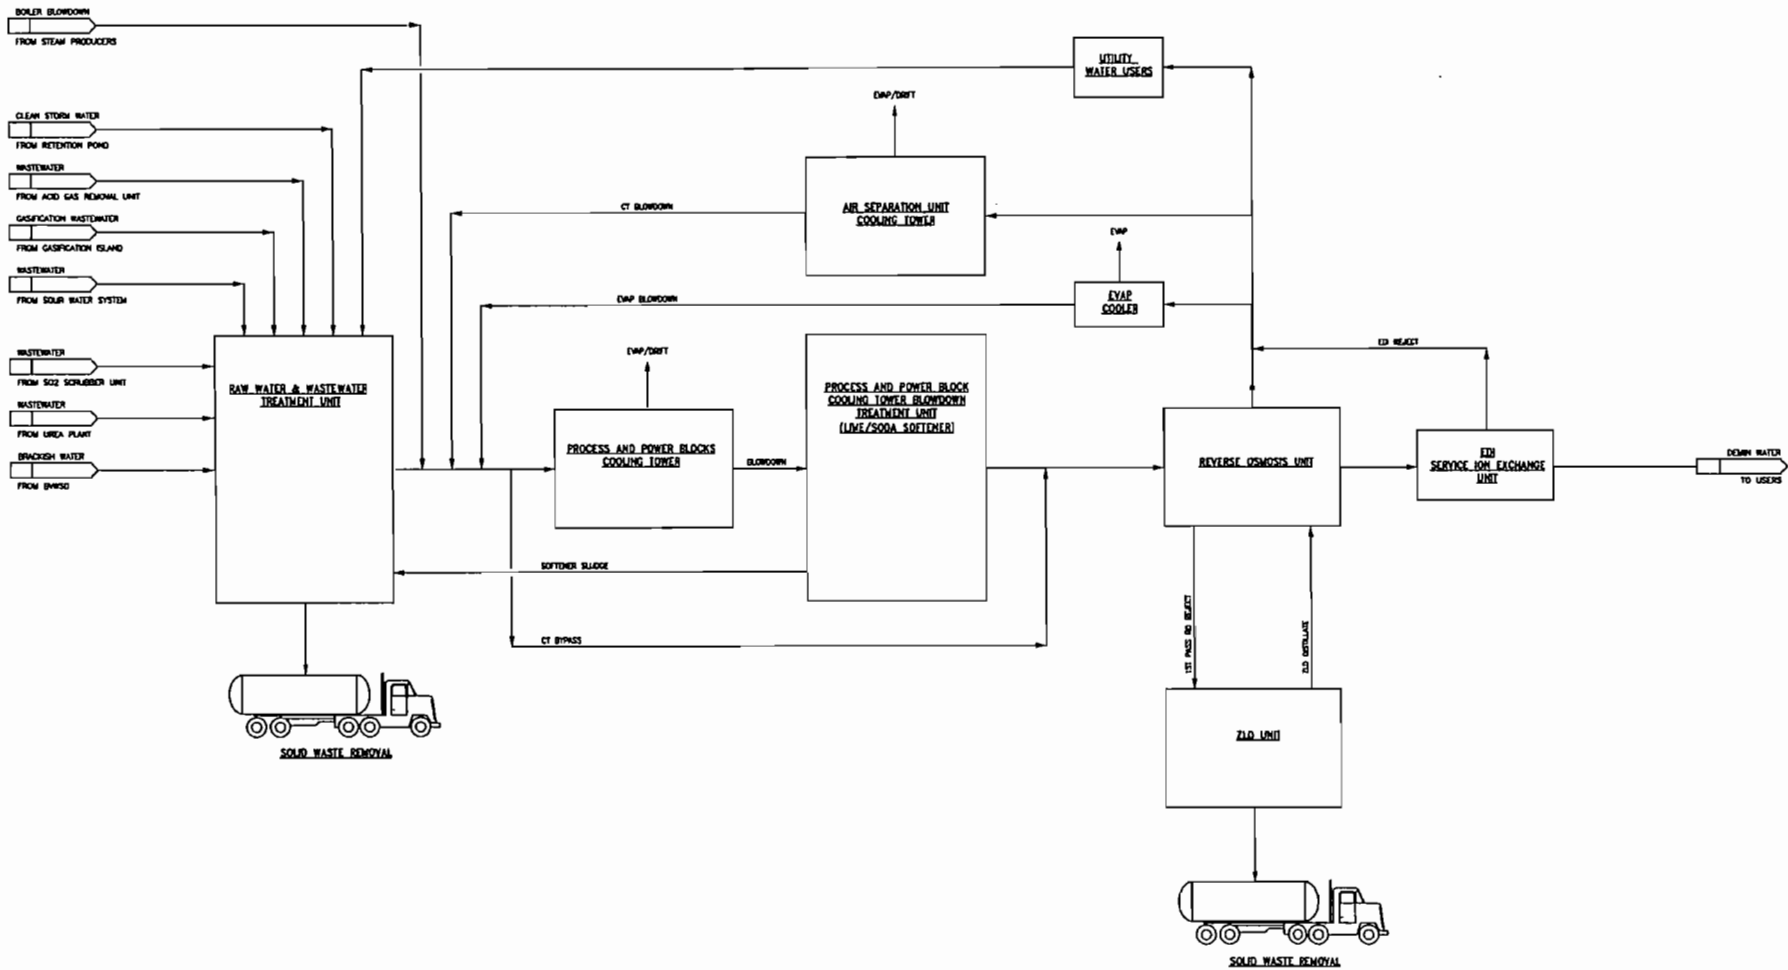 BOILER BLOWDOWN
FROM STEAM PRODUCERS
CLEAN STORM WATER
FROM RETENTION POND
WASTEWATER
FROM ACID GAS REMOVAL UNIT
GASIFICATION WASTEWATER
FROM GASIFICATION ISLAND
WASTEWATER
FROM SOUR WATER SYSTEM
WASTEWATER
FROM SO2 SCRUBBER UNIT
WASTEWATER
FROM UREA PLANT
BRACKISH WATER
FROM BVWSD
RAW WATER & WASTEWATER
TREATMENT UNIT
SOLID WASTE REMOVAL
UTILITY
WATER USERS
EVAP/DRIFT
AIR SEPARATION UNIT
COOLING TOWER
CT BLOWDOWN
EVAP
EVAP
COOLER
EVAP BLOWDOWN
EVAP/DRIFT
PROCESS AND POWER BLOCKS
COOLING TOWER
BLOWDOWN
PROCESS AND POWER BLOCK
COOLING TOWER BLOWDOWN
TREATMENT UNIT
(LIME/SODA SOFTENER)
SOFTENER SLUDGE
CT BYPASS
EDI REJECT
REVERSE OSMOSIS UNIT
EDI
SERVICE ION EXCHANGE
UNIT
DEMIN WATER
TO USERS
1ST PASS RO REJECT
ZLD DISTILLATE
ZLD UNIT
SOLID WASTE REMOVAL